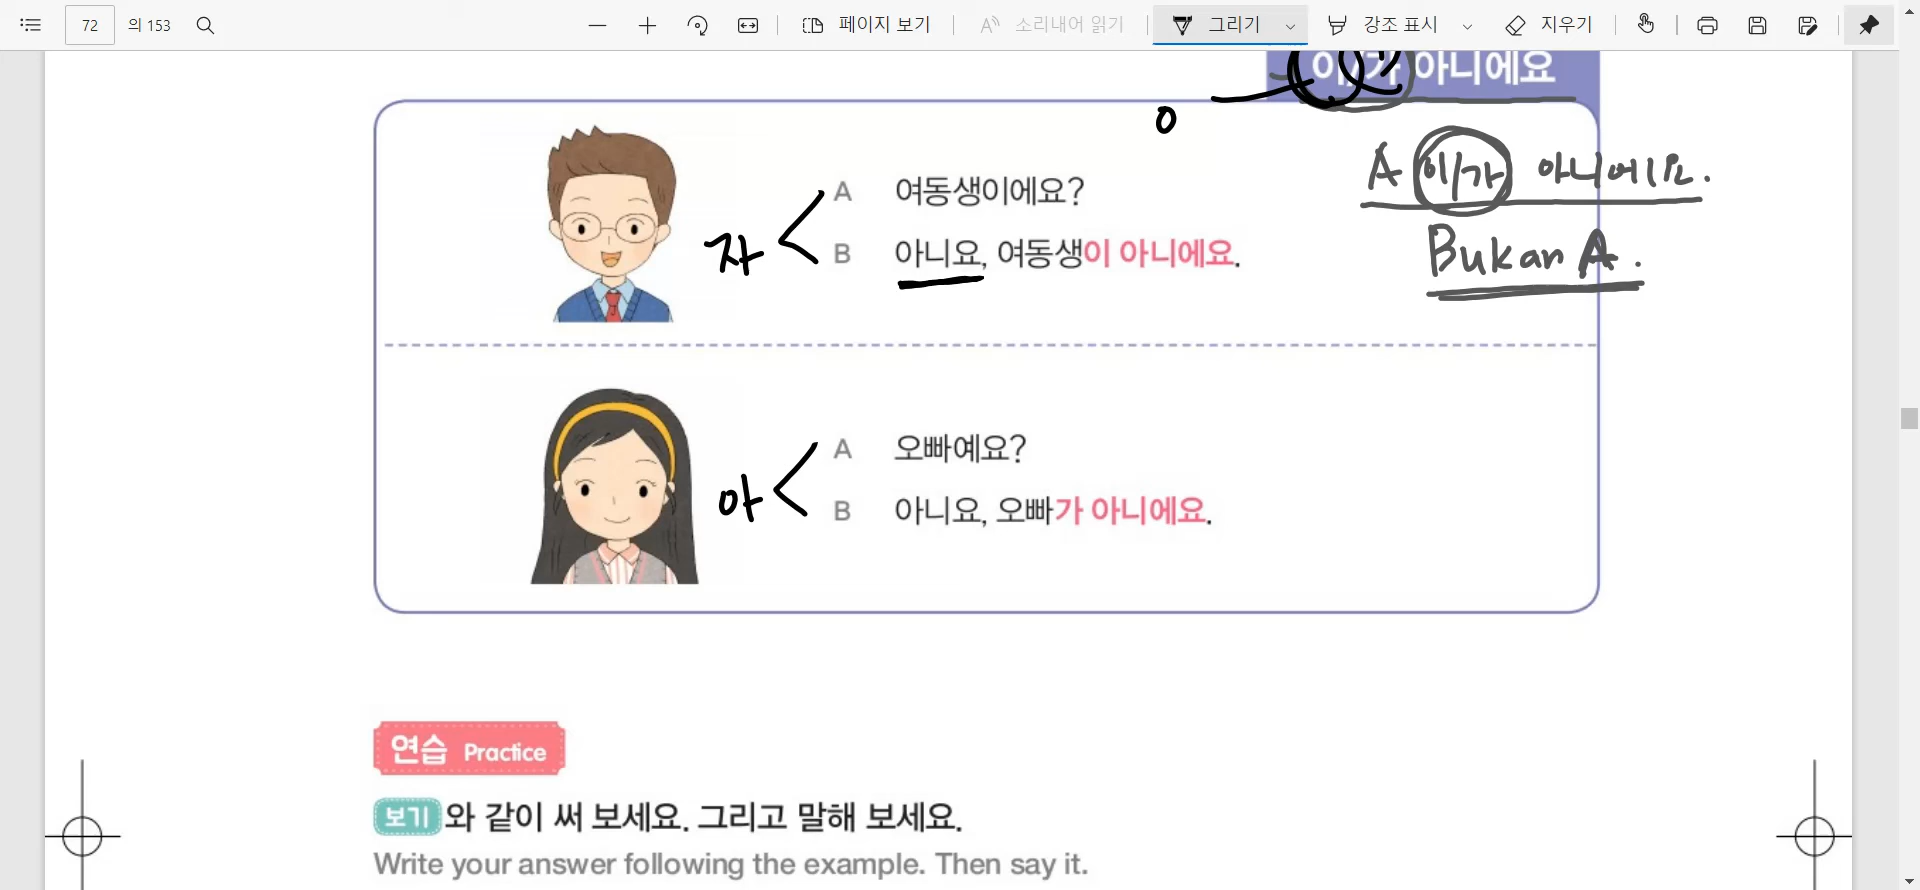 72 의 153 페이지 보기 소리내어 읽기 그리기 강조 표시 지우기
이/가 아니에요
A 이/가 아니에요.
Bukan A.
자
A 여동생이에요?
B 아니요, 여동생이 아니에요.
야
A 오빠예요?
B 아니요, 오빠가 아니에요.
연습 Practice
보기 와 같이 써 보세요. 그리고 말해 보세요.
Write your answer following the example. Then say it.